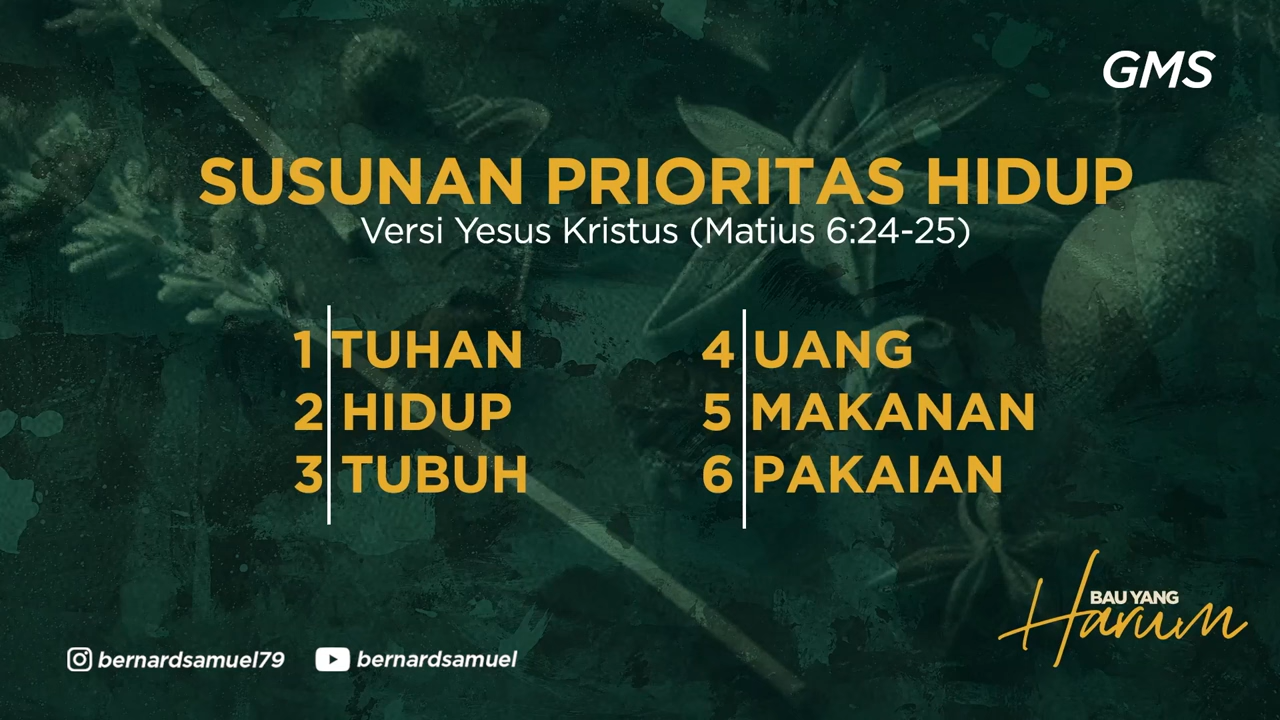 GMS
SUSUNAN PRIORITAS HIDUP
Versi Yesus Kristus (Matius 6:24-25)
1 TUHAN
2 HIDUP
3 TUBUH
4 UANG
5 MAKANAN
6 PAKAIAN
BAU YANG
Harum
bernardsamuel79
bernardsamuel